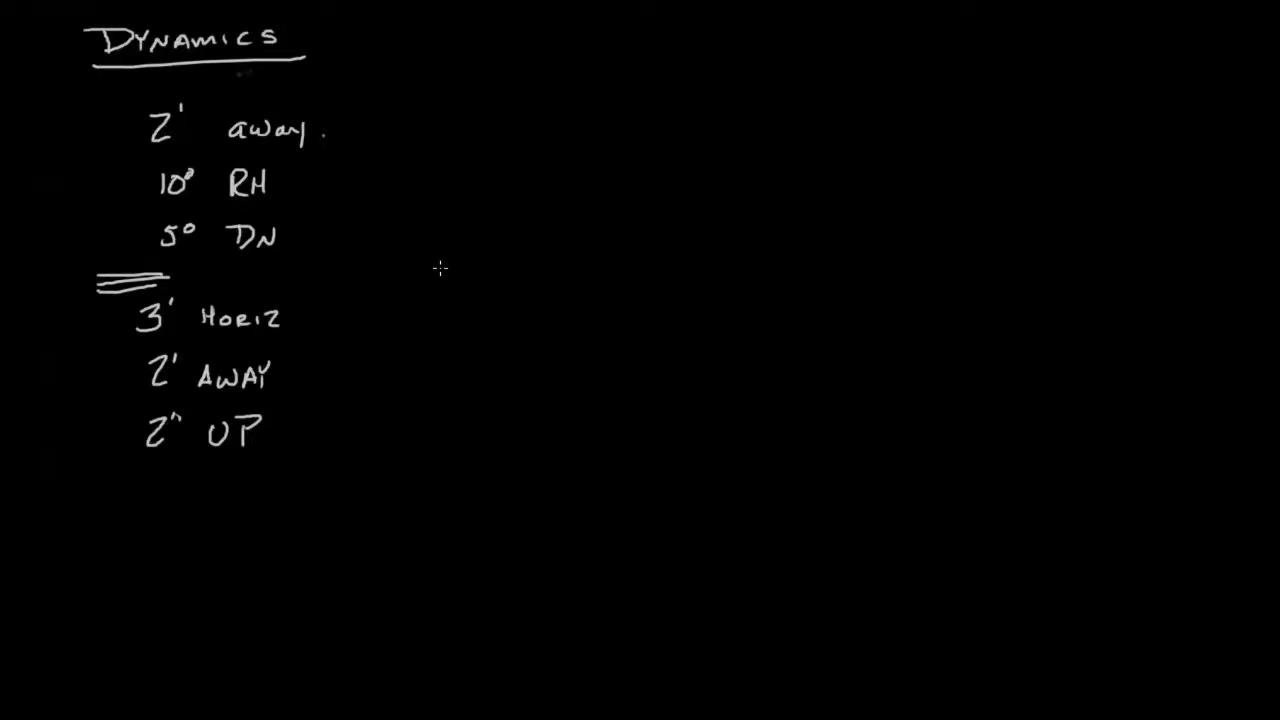 DYNAMICS
2' away.
10° RH
5° DN
3' HORIZ
2' AWAY
2" UP